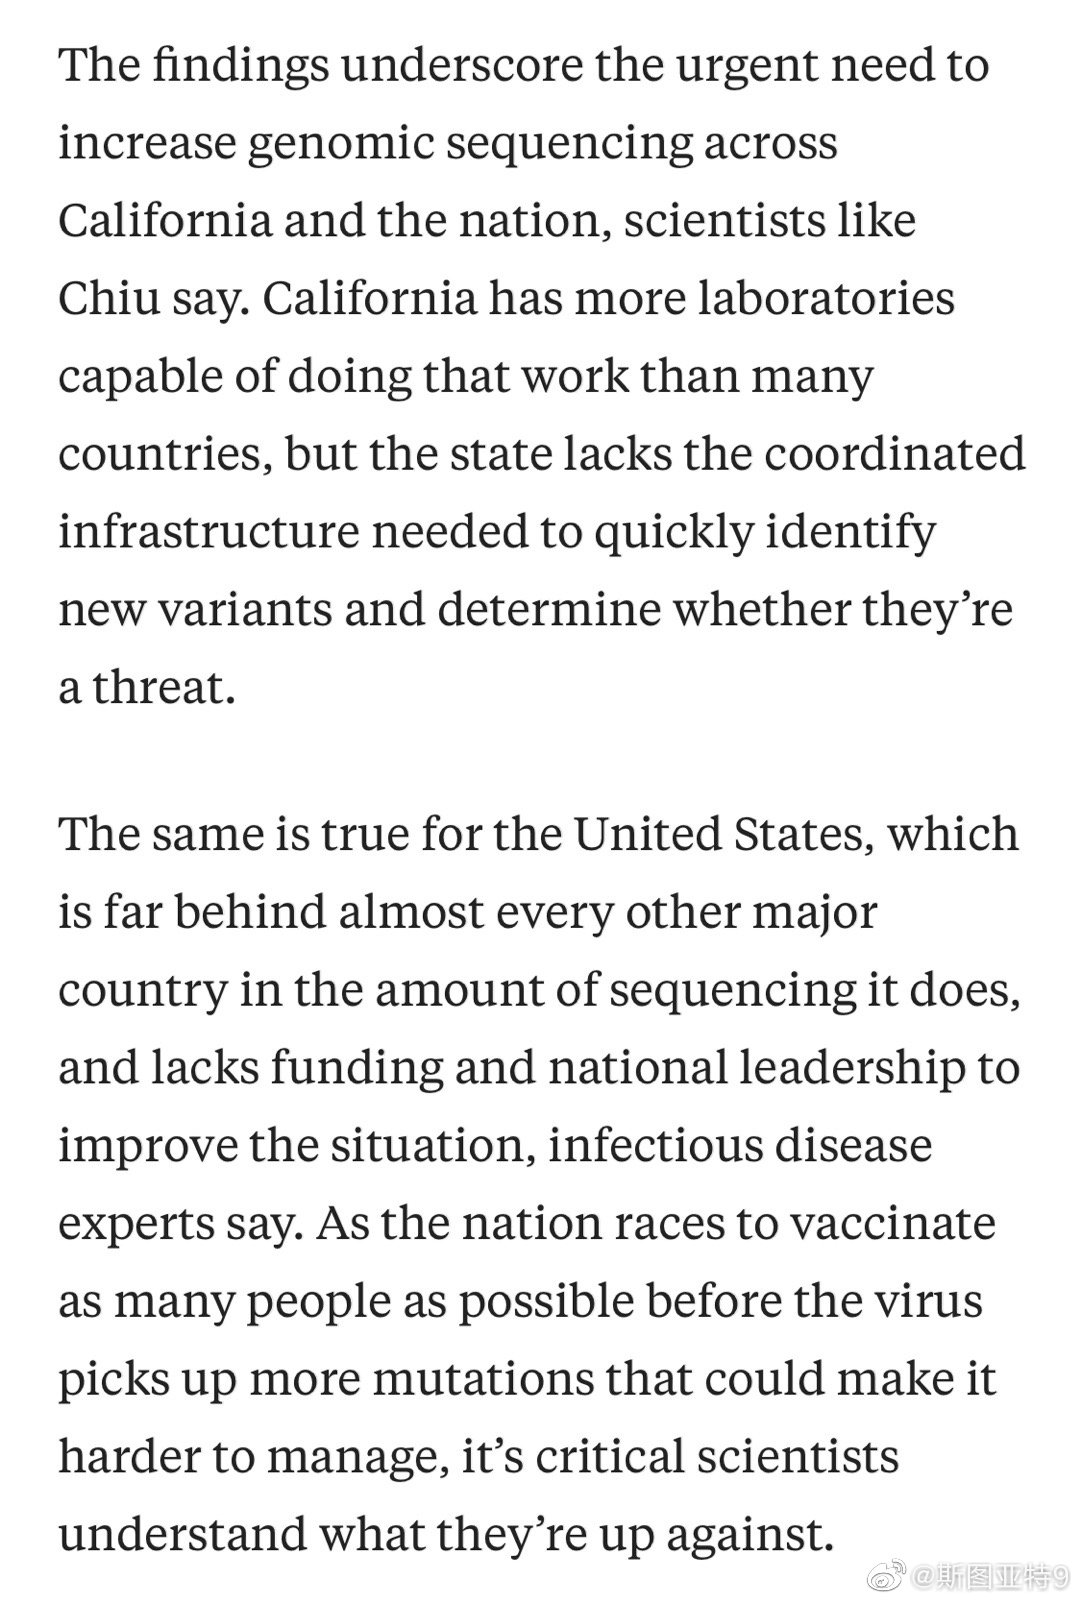 The findings underscore the urgent need to
increase genomic sequencing across
California and the nation, scientists like
Chiu say. California has more laboratories
capable of doing that work than many
countries, but the state lacks the coordinated
infrastructure needed to quickly identify
new variants and determine whether they’re
a threat.
The same is true for the United States, which
is far behind almost every other major
country in the amount of sequencing it does,
and lacks funding and national leadership to
improve the situation, infectious disease
experts say. As the nation races to vaccinate
as many people as possible before the virus
picks up more mutations that could make it
harder to manage, it’s critical scientists
understand what they’re up against.
@斯图亚特9